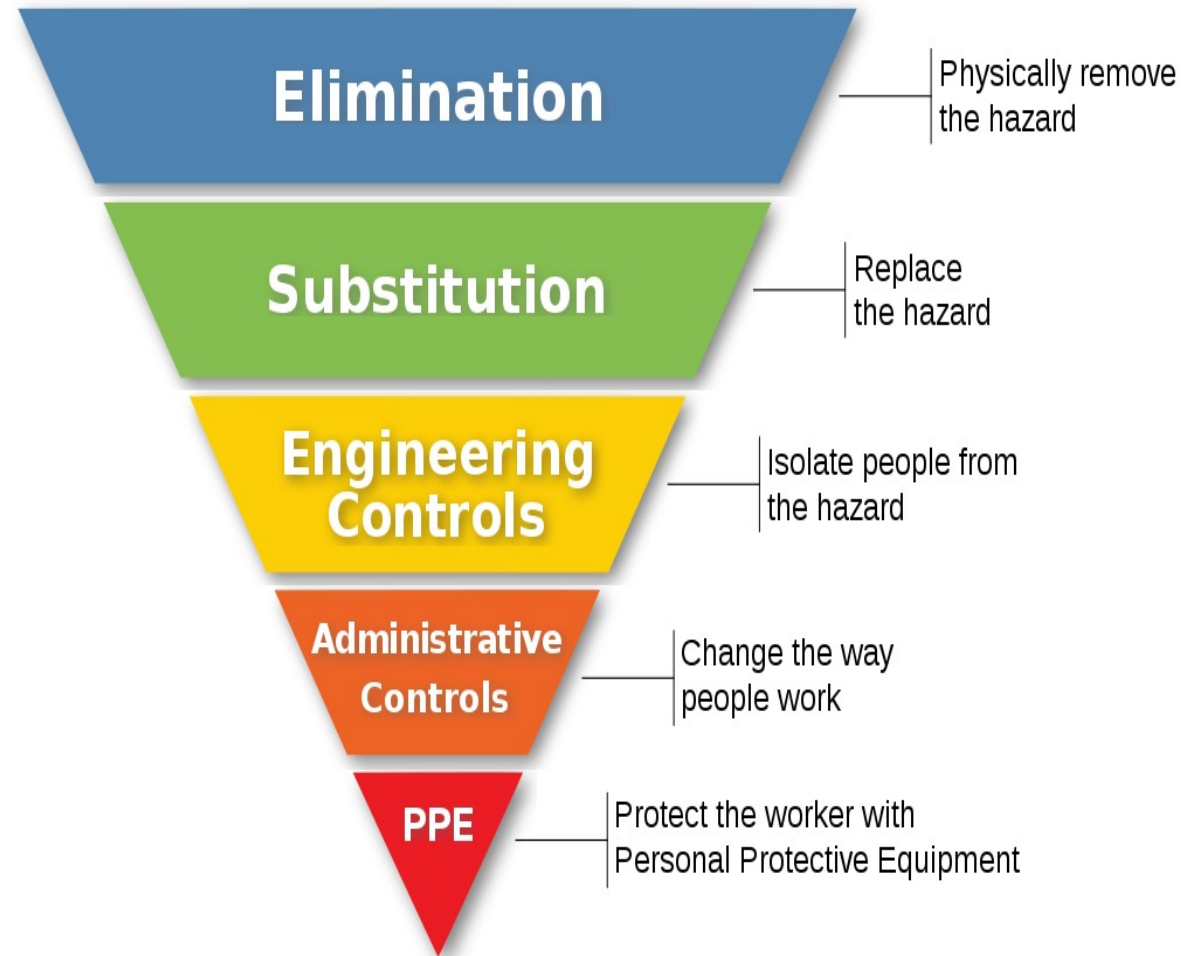 Elimination
Physically remove
the hazard
Substitution
Replace
the hazard
Engineering
Controls
Isolate people from
the hazard
Administrative
Controls
Change the way
people work
PPE
Protect the worker with
Personal Protective Equipment